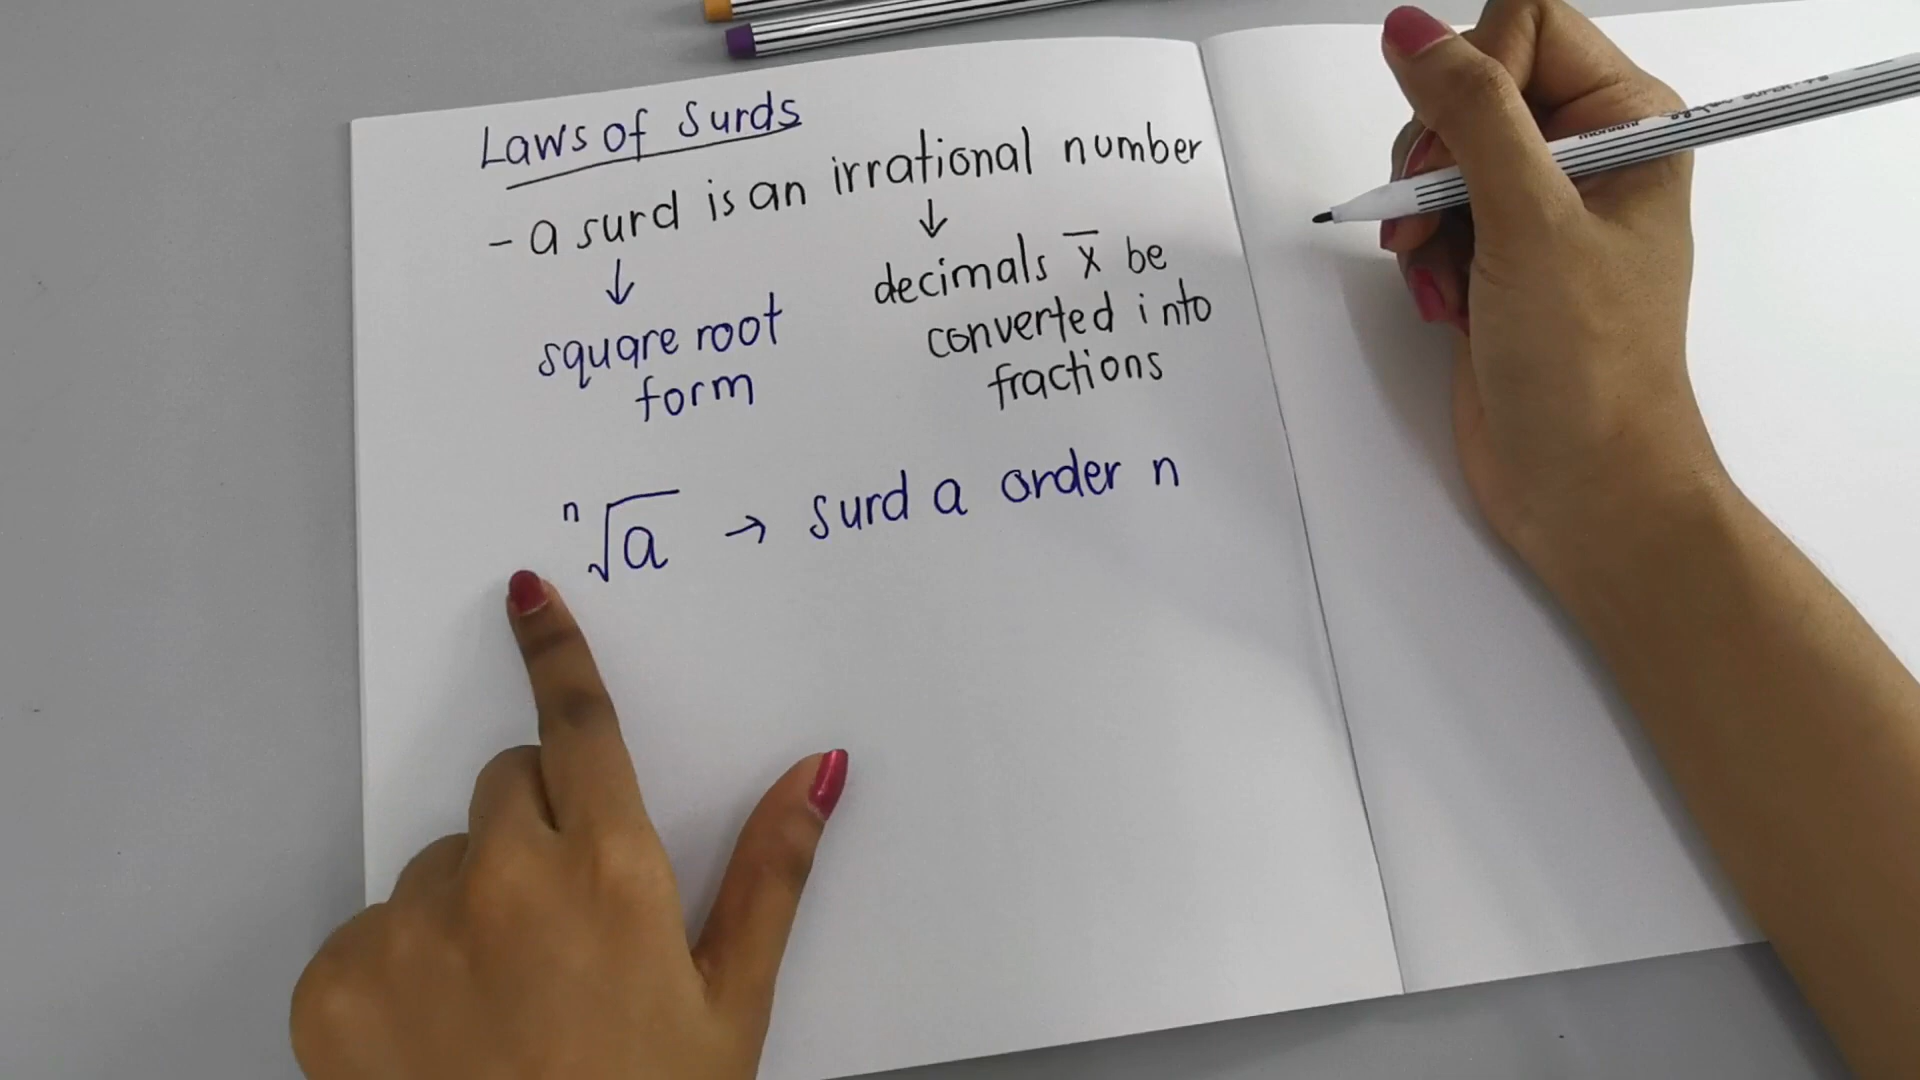 Laws of Surds
- a surd is an irrational number
↓ ↓
square root form
decimals x̅ be
converted into
fractions
ⁿ√a → surd a order n